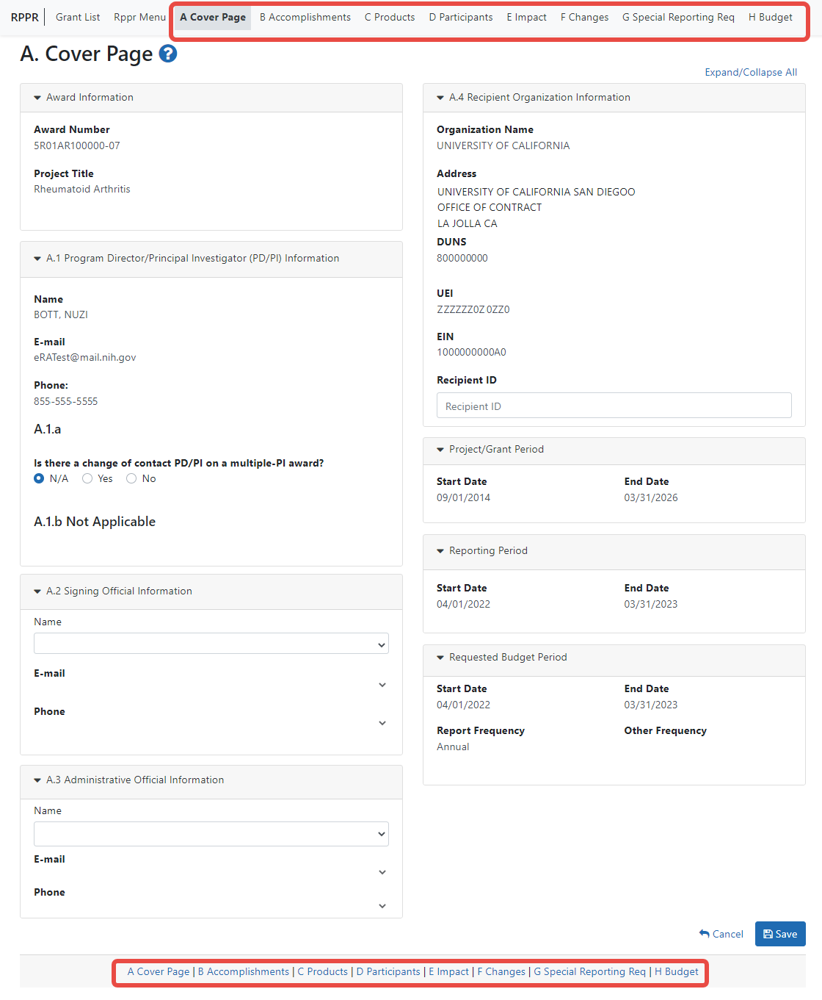 RPPR Grant List Rppr Menu A Cover Page B Accomplishments C Products D Participants E Impact F Changes G Special Reporting Req H Budget
A. Cover Page ?
Expand/Collapse All
Award Information
Award Number
5R01AR100000-07
Project Title
Rheumatoid Arthritis
A.1 Program Director/Principal Investigator (PD/PI) Information
Name
BOTT, NUZI
E-mail
eRATest@mail.nih.gov
Phone:
855-555-5555
A.1.a
Is there a change of contact PD/PI on a multiple-PI award?
N/A Yes No
A.1.b Not Applicable
A.2 Signing Official Information
Name
E-mail
Phone
A.3 Administrative Official Information
Name
E-mail
Phone
A.4 Recipient Organization Information
Organization Name
UNIVERSITY OF CALIFORNIA
Address
UNIVERSITY OF CALIFORNIA SAN DIEGOO
OFFICE OF CONTRACT
LA JOLLA CA
DUNS
800000000
UEI
ZZZZZZ0Z0ZZ0
EIN
1000000000A0
Recipient ID
Recipient ID
Project/Grant Period
Start Date End Date
09/01/2014 03/31/2026
Reporting Period
Start Date End Date
04/01/2022 03/31/2023
Requested Budget Period
Start Date End Date
04/01/2022 03/31/2023
Report Frequency Other Frequency
Annual
Cancel Save
A Cover Page | B Accomplishments | C Products | D Participants | E Impact | F Changes | G Special Reporting Req | H Budget